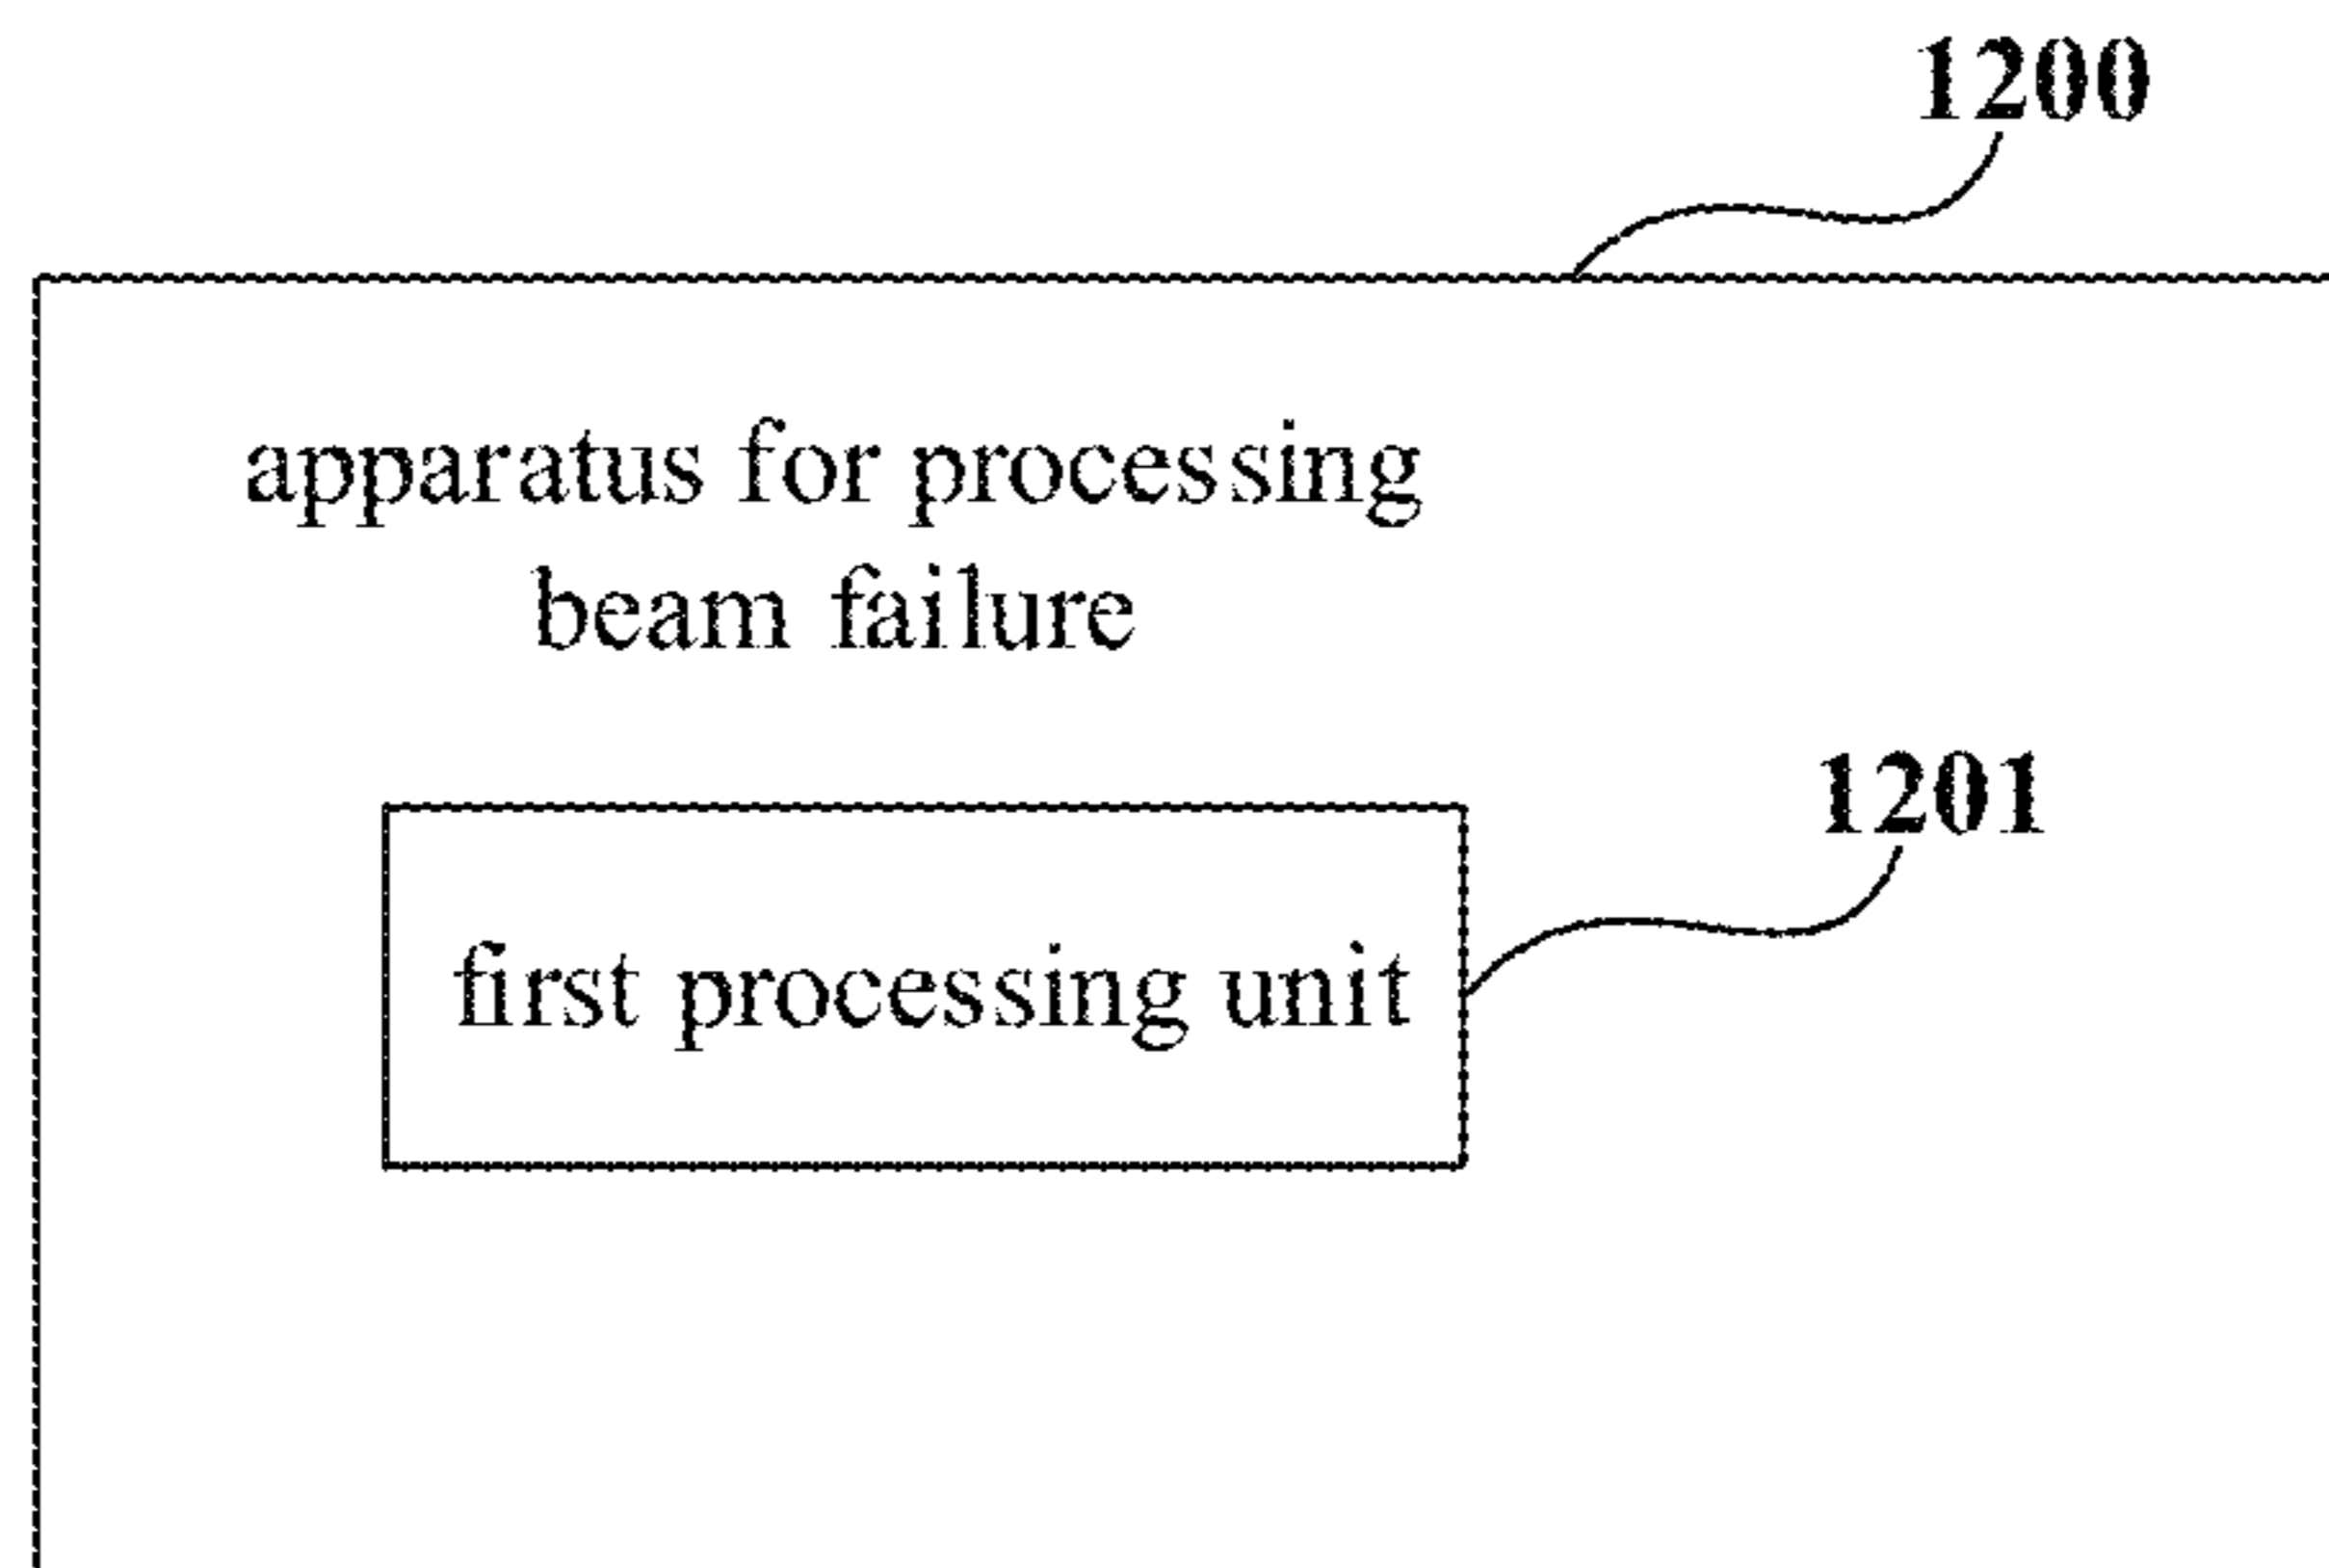 1200
apparatus for processing
beam failure
1201
first processing unit